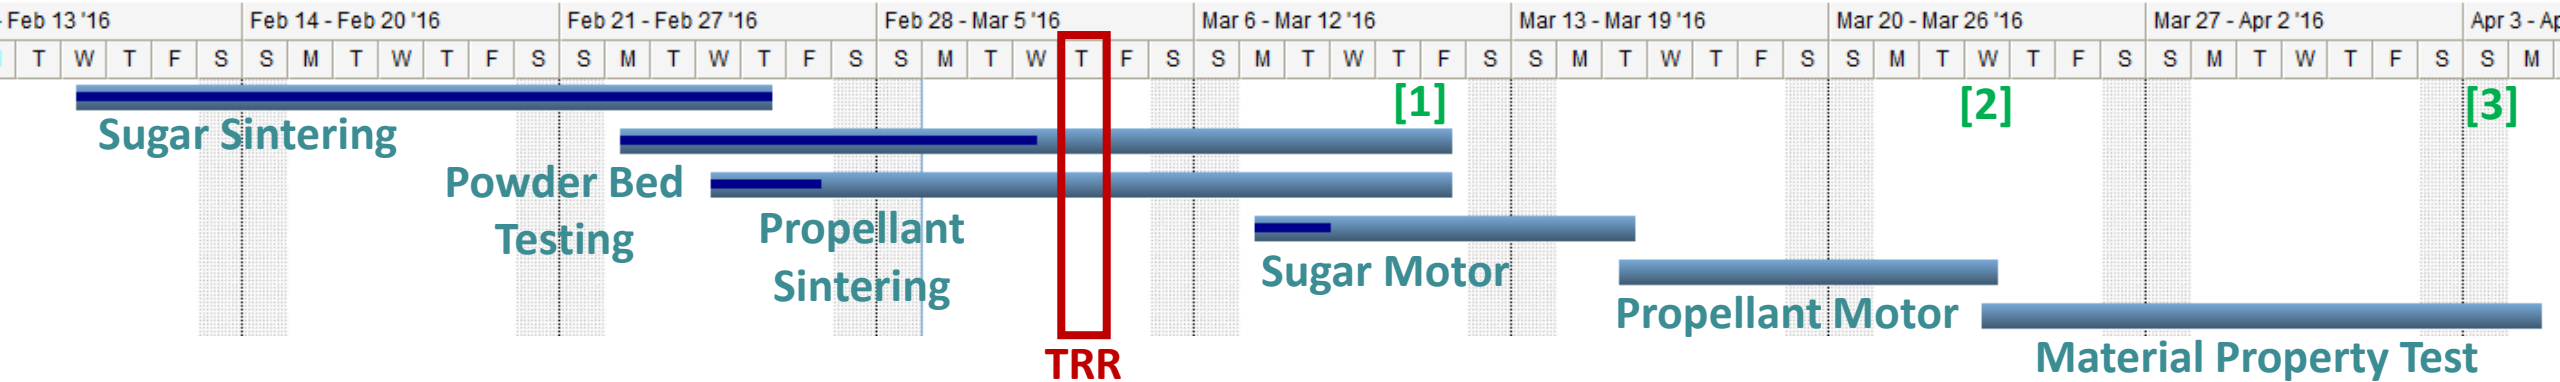 - Feb 13 '16 Feb 14 - Feb 20 '16 Feb 21 - Feb 27 '16 Feb 28 - Mar 5 '16 Mar 6 - Mar 12 '16 Mar 13 - Mar 19 '16 Mar 20 - Mar 26 '16 Mar 27 - Apr 2 '16 Apr 3 - Ap
T W T F S S M T W T F S S M T W T F S S M T W T F S S M T W T F S S M T W T F S S M T W T F S S M T W T F S S M
[1] [2] [3]
Sugar Sintering
Powder Bed
Testing
Propellant
Sintering
Sugar Motor
Propellant Motor
Material Property Test
TRR